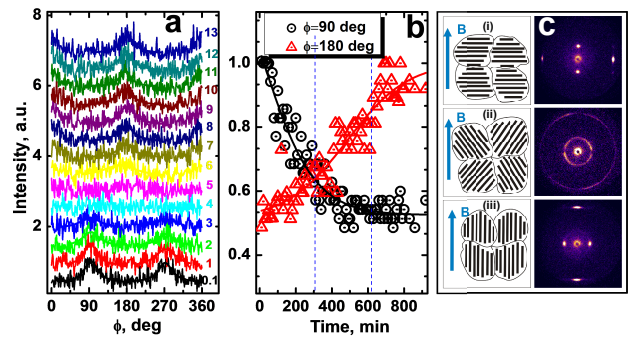 a
b
c
Intensity, a.u.
8
6
4
2
13
12
11
10
9
8
7
6
5
4
3
2
1
0.1
0 90 180 270 360
ϕ, deg
ϕ=90 deg
ϕ=180 deg
1.0
0.8
0.6
0.4
0 200 400 600 800
Time, min
B (i)
B (ii)
B (iii)